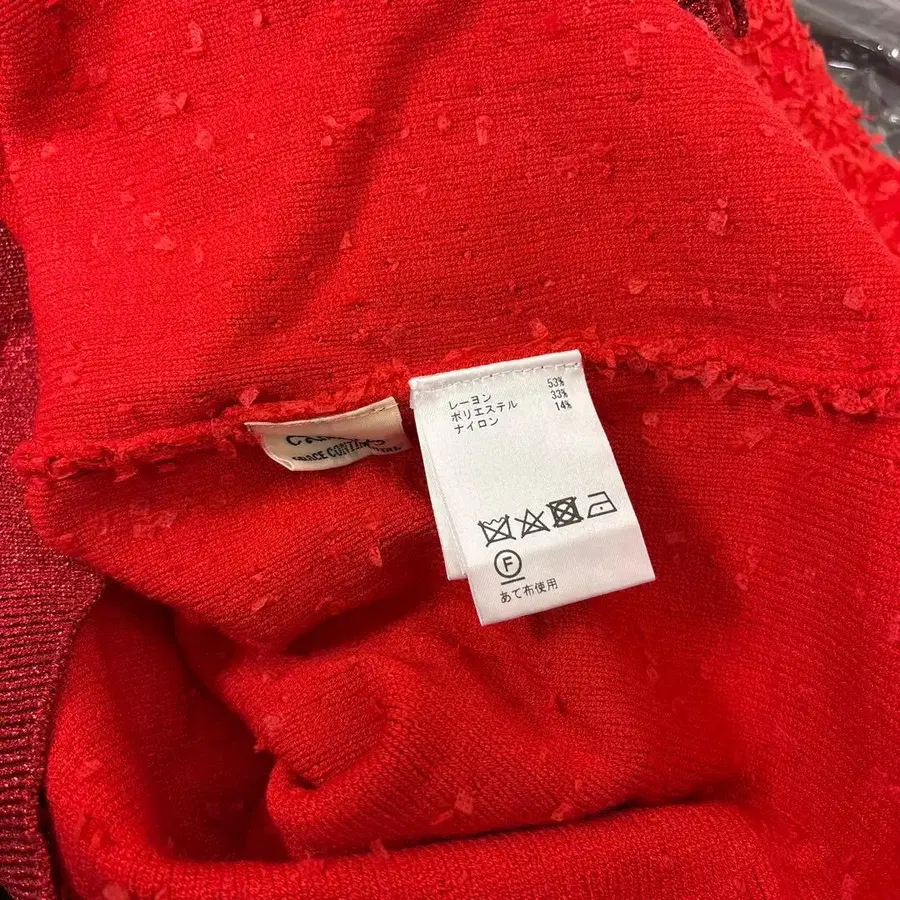 レーヨン 53%
ポリエステル 33%
ナイロン 14%
F
あて布使用